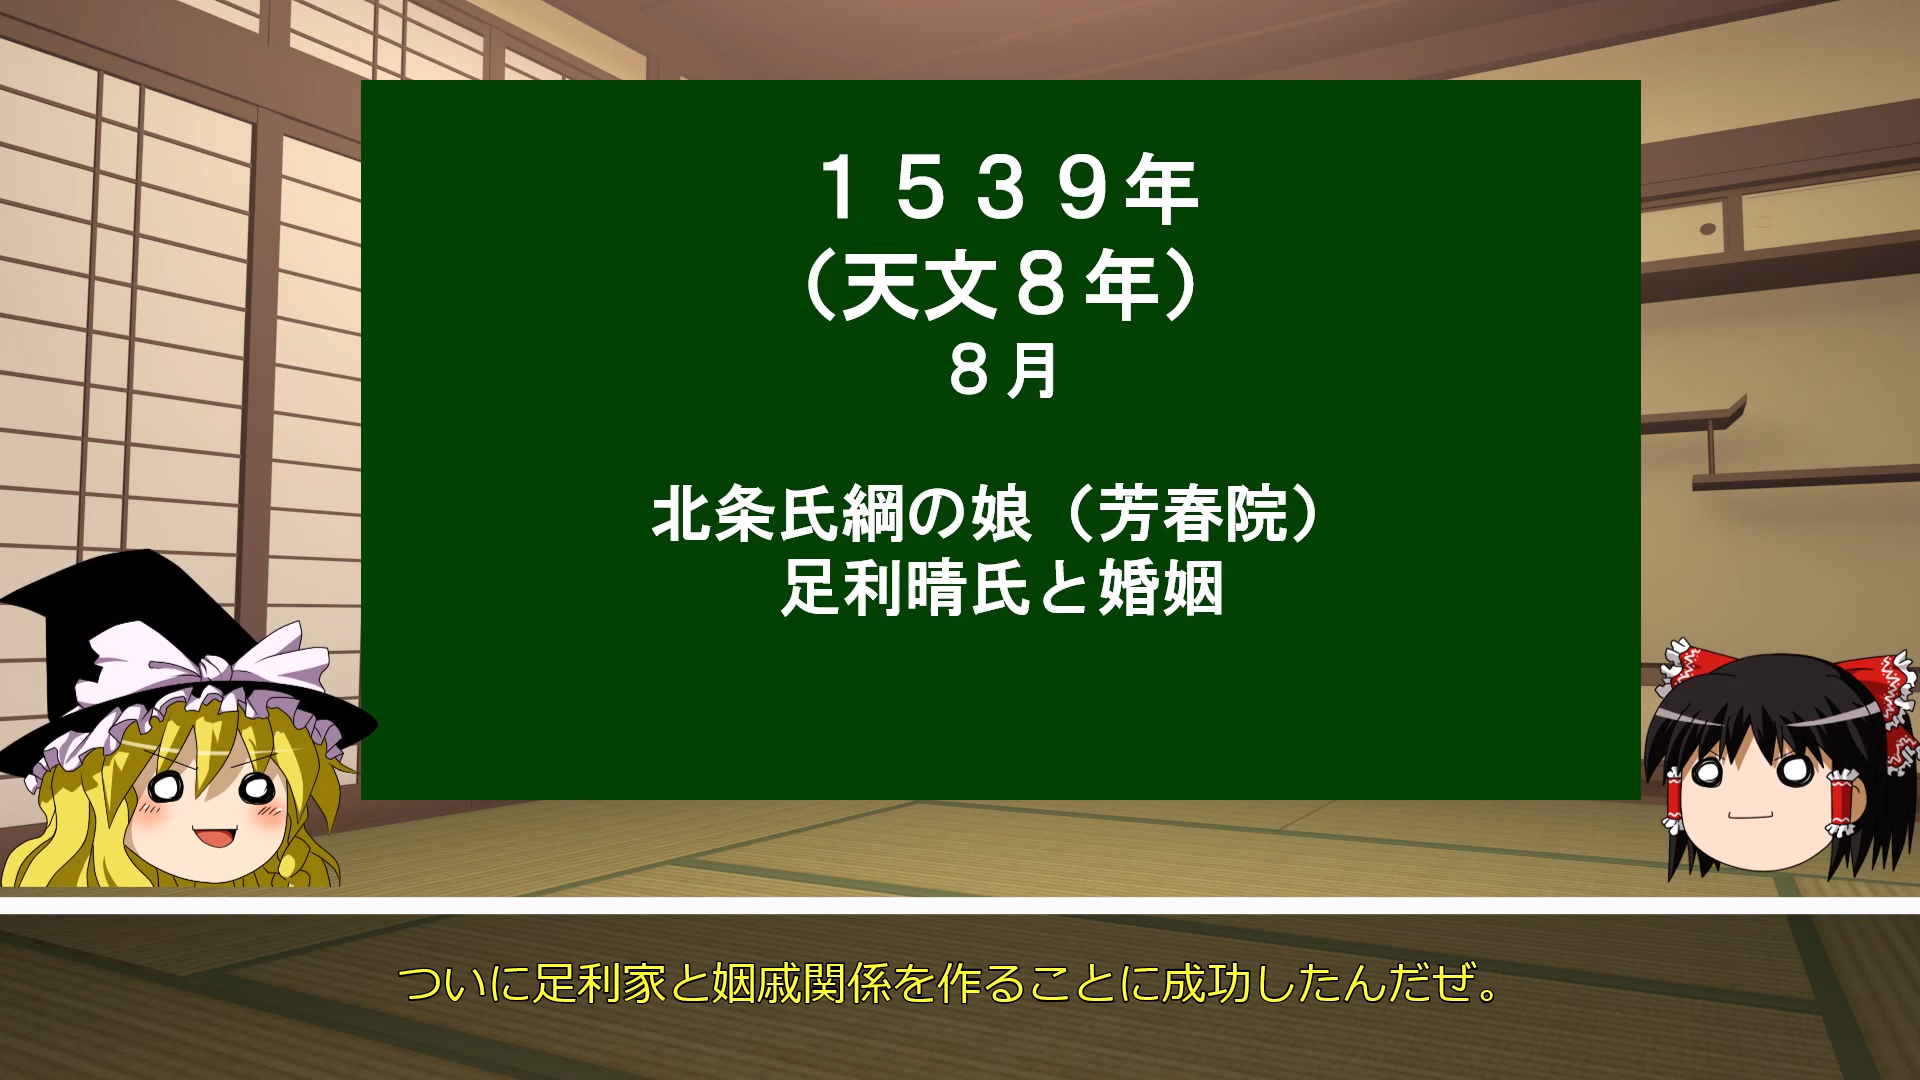 １５３９年
（天文８年）
８月
北条氏綱の娘（芳春院）
足利晴氏と婚姻
ついに足利家と姻戚関係を作ることに成功したんだぜ。